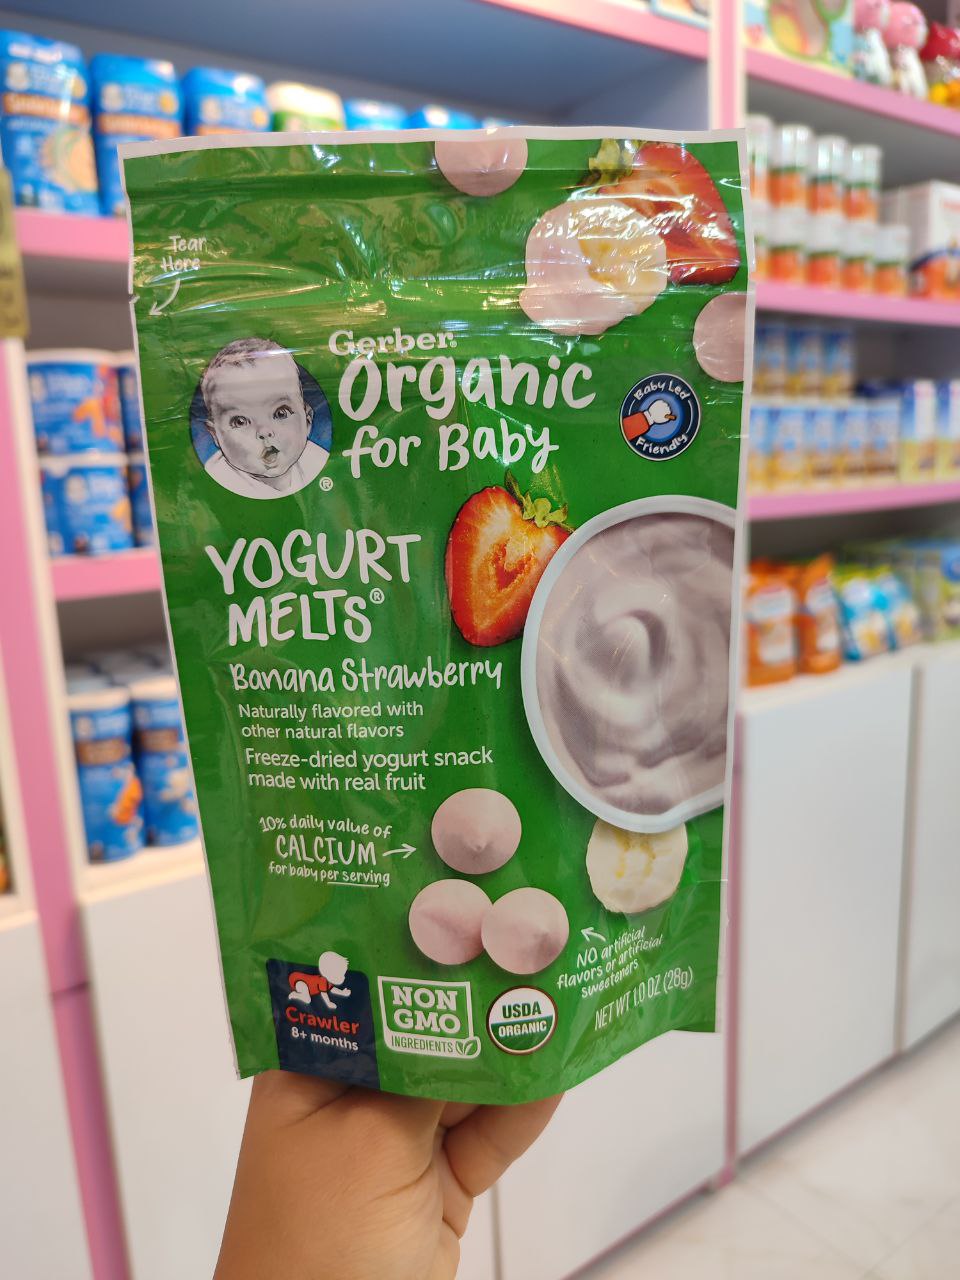 Tear
Here
Gerber®
Organic
for Baby
®
Baby Led
Friendly
YOGURT
MELTS®
Banana Strawberry
Naturally flavored with
other natural flavors
Freeze-dried yogurt snack
made with real fruit
10% daily value of
CALCIUM
for baby per serving
NO artificial
flavors or artificial
sweeteners
Crawler
8+ months
NON
GMO
INGREDIENTS
USDA
ORGANIC
NET WT 1.0 OZ (28g)